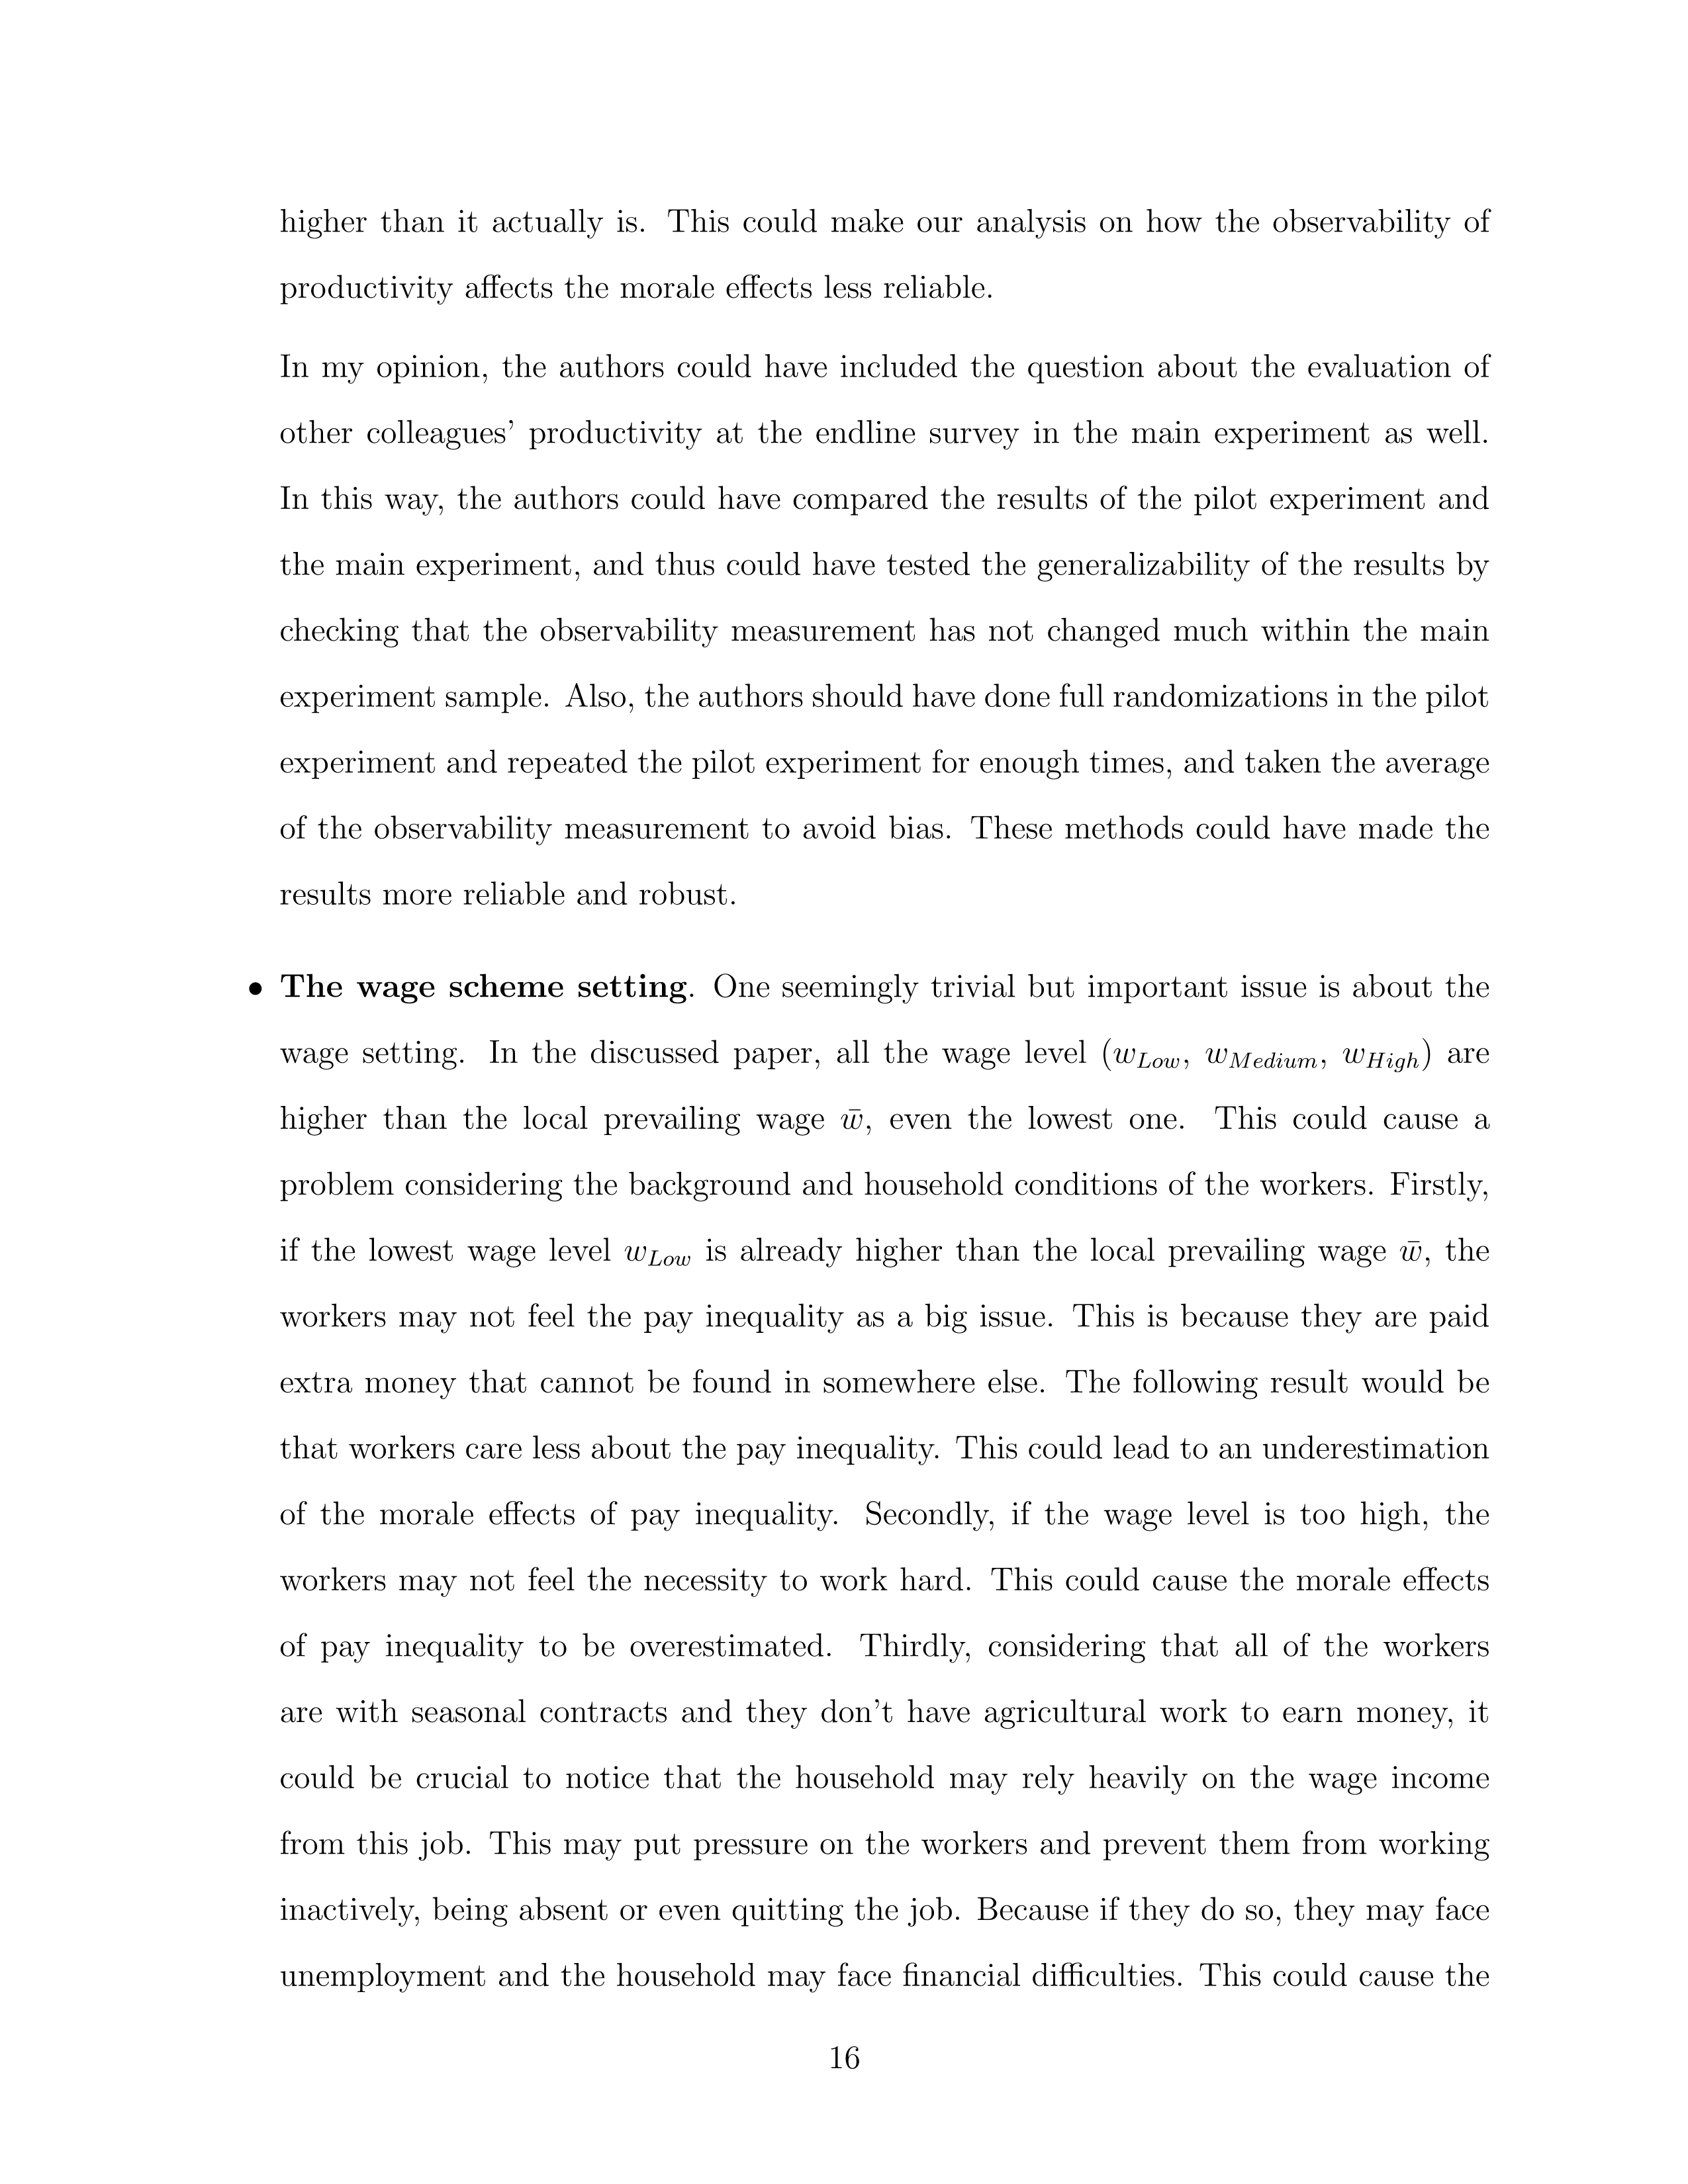 higher than it actually is. This could make our analysis on how the observability of
productivity affects the morale effects less reliable.
In my opinion, the authors could have included the question about the evaluation of
other colleagues’ productivity at the endline survey in the main experiment as well.
In this way, the authors could have compared the results of the pilot experiment and
the main experiment, and thus could have tested the generalizability of the results by
checking that the observability measurement has not changed much within the main
experiment sample. Also, the authors should have done full randomizations in the pilot
experiment and repeated the pilot experiment for enough times, and taken the average
of the observability measurement to avoid bias. These methods could have made the
results more reliable and robust.
• The wage scheme setting. One seemingly trivial but important issue is about the
wage setting. In the discussed paper, all the wage level (w_Low, w_Medium, w_High) are
higher than the local prevailing wage w̄, even the lowest one. This could cause a
problem considering the background and household conditions of the workers. Firstly,
if the lowest wage level w_Low is already higher than the local prevailing wage w̄, the
workers may not feel the pay inequality as a big issue. This is because they are paid
extra money that cannot be found in somewhere else. The following result would be
that workers care less about the pay inequality. This could lead to an underestimation
of the morale effects of pay inequality. Secondly, if the wage level is too high, the
workers may not feel the necessity to work hard. This could cause the morale effects
of pay inequality to be overestimated. Thirdly, considering that all of the workers
are with seasonal contracts and they don’t have agricultural work to earn money, it
could be crucial to notice that the household may rely heavily on the wage income
from this job. This may put pressure on the workers and prevent them from working
inactively, being absent or even quitting the job. Because if they do so, they may face
unemployment and the household may face financial difficulties. This could cause the
16